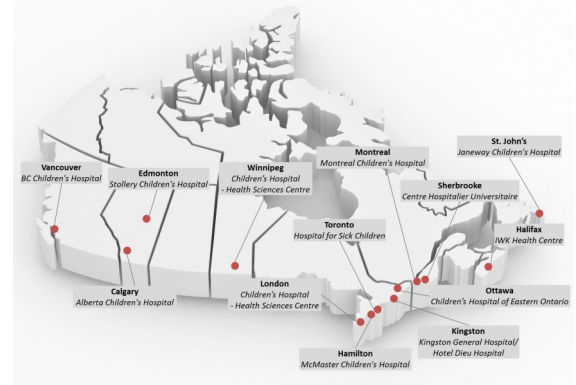 St. John's
Janeway Children's Hospital
Montreal
Montreal Children's Hospital
Vancouver
BC Children's Hospital
Edmonton
Stollery Children's Hospital
Winnipeg
Children's Hospital
- Health Sciences Centre
Sherbrooke
Centre Hospitalier Universitaire
Toronto
Hospital for Sick Children
Halifax
IWK Health Centre
Calgary
Alberta Children's Hospital
London
Children's Hospital
- Health Sciences Centre
Ottawa
Children's Hospital of Eastern Ontario
Kingston
Kingston General Hospital/
Hotel Dieu Hospital
Hamilton
McMaster Children's Hospital